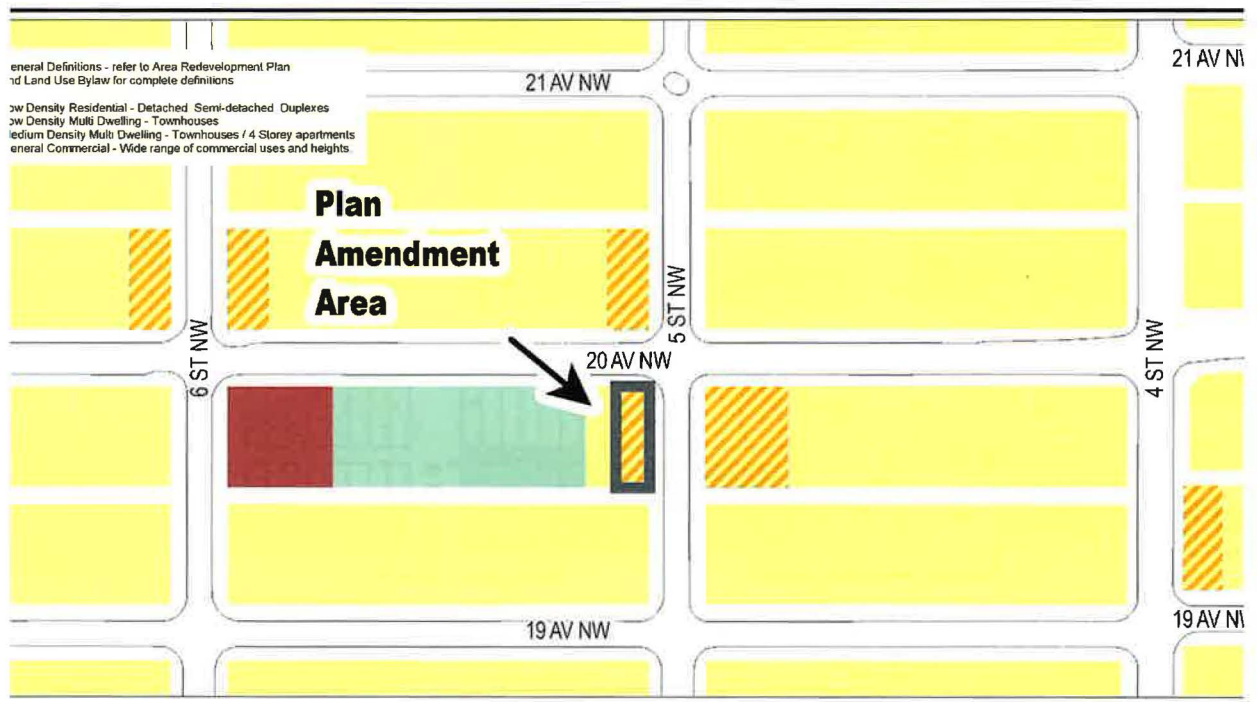 21 AV NW
eneral Definitions - refer to Area Redevelopment Plan
nd Land Use Bylaw for complete definitions
ow Density Residential - Detached Semi-detached Duplexes
ow Density Multi Dwelling - Townhouses
ledium Density Multi Dwelling - Townhouses / 4 Storey apartments
eneral Commercial - Wide range of commercial uses and heights.
21 AV N
Plan
Amendment
Area
6 ST NW
5 ST NW
20 AV NW
4 ST NW
19 AV NW
19 AV N